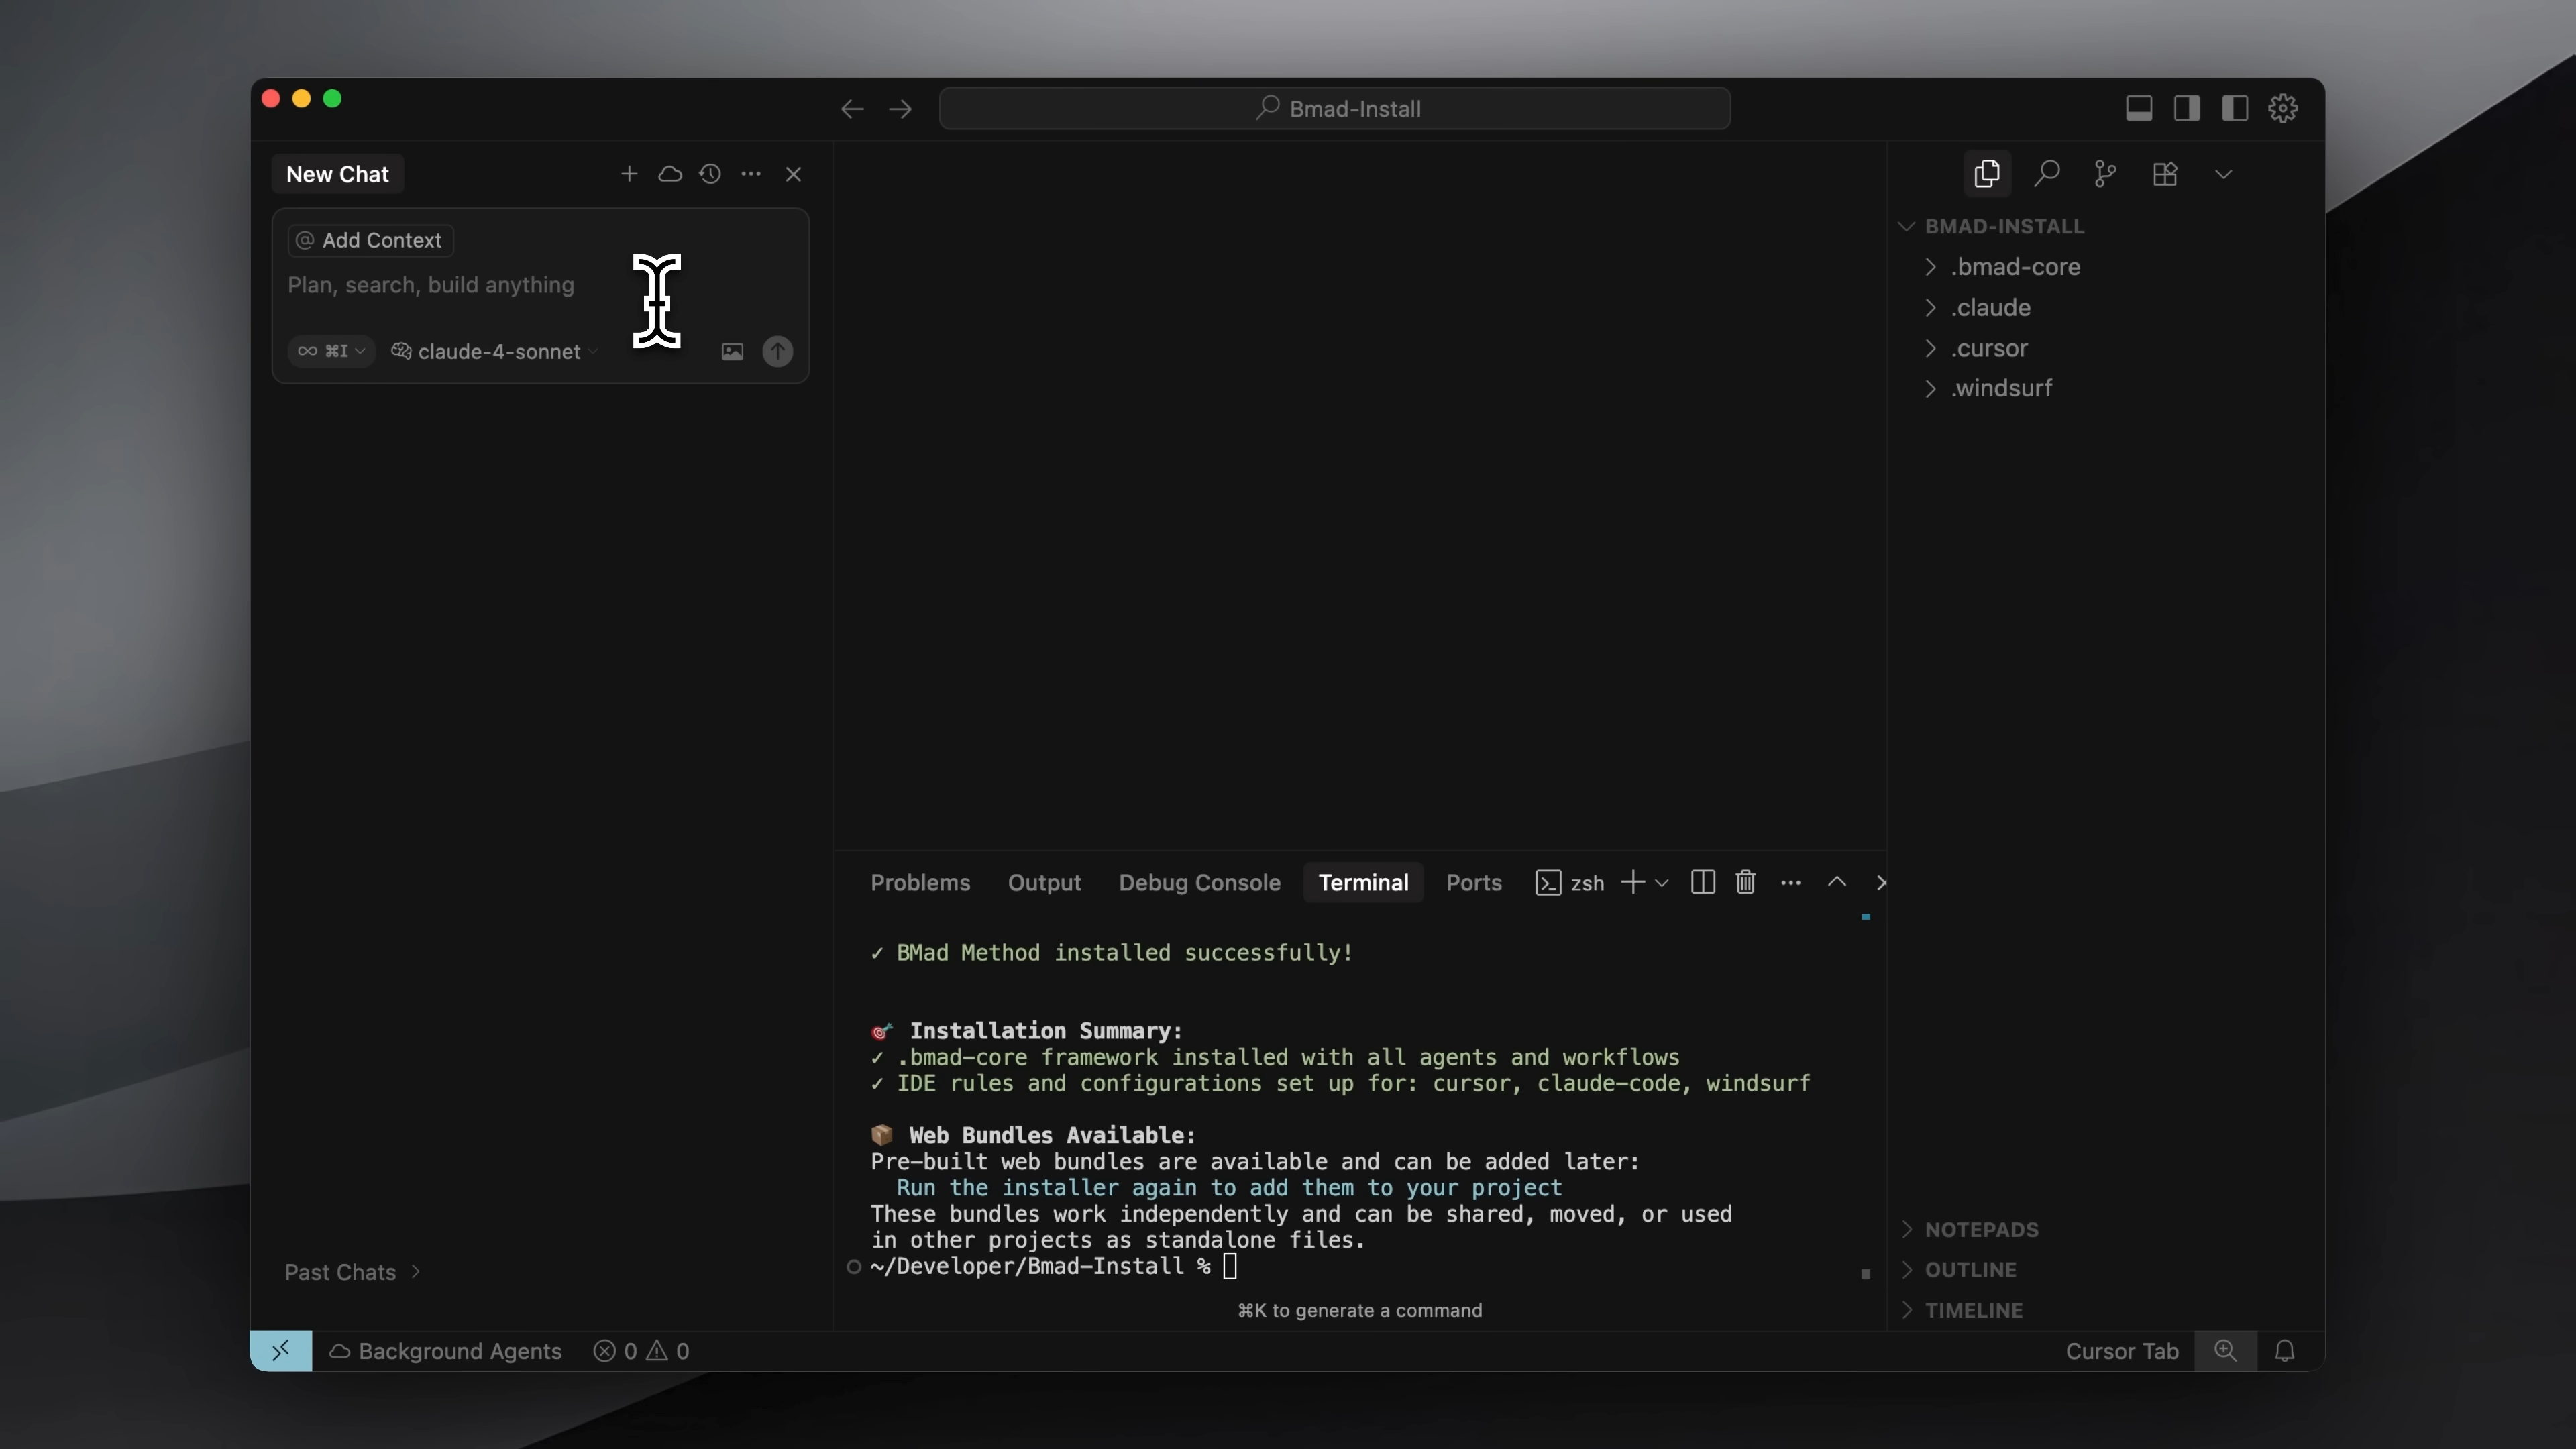 Bmad-Install
New Chat
@ Add Context
Plan, search, build anything
∞ ⌘I
claude-4-sonnet
Past Chats
Problems
Output
Debug Console
Terminal
Ports
zsh
✓ BMad Method installed successfully!
🎯 Installation Summary:
✓ .bmad-core framework installed with all agents and workflows
✓ IDE rules and configurations set up for: cursor, claude-code, windsurf
📦 Web Bundles Available:
Pre-built web bundles are available and can be added later:
Run the installer again to add them to your project
These bundles work independently and can be shared, moved, or used
in other projects as standalone files.
~/Developer/Bmad-Install %
⌘K to generate a command
BMAD-INSTALL
.bmad-core
.claude
.cursor
.windsurf
NOTEPADS
OUTLINE
TIMELINE
Background Agents
0
0
Cursor Tab